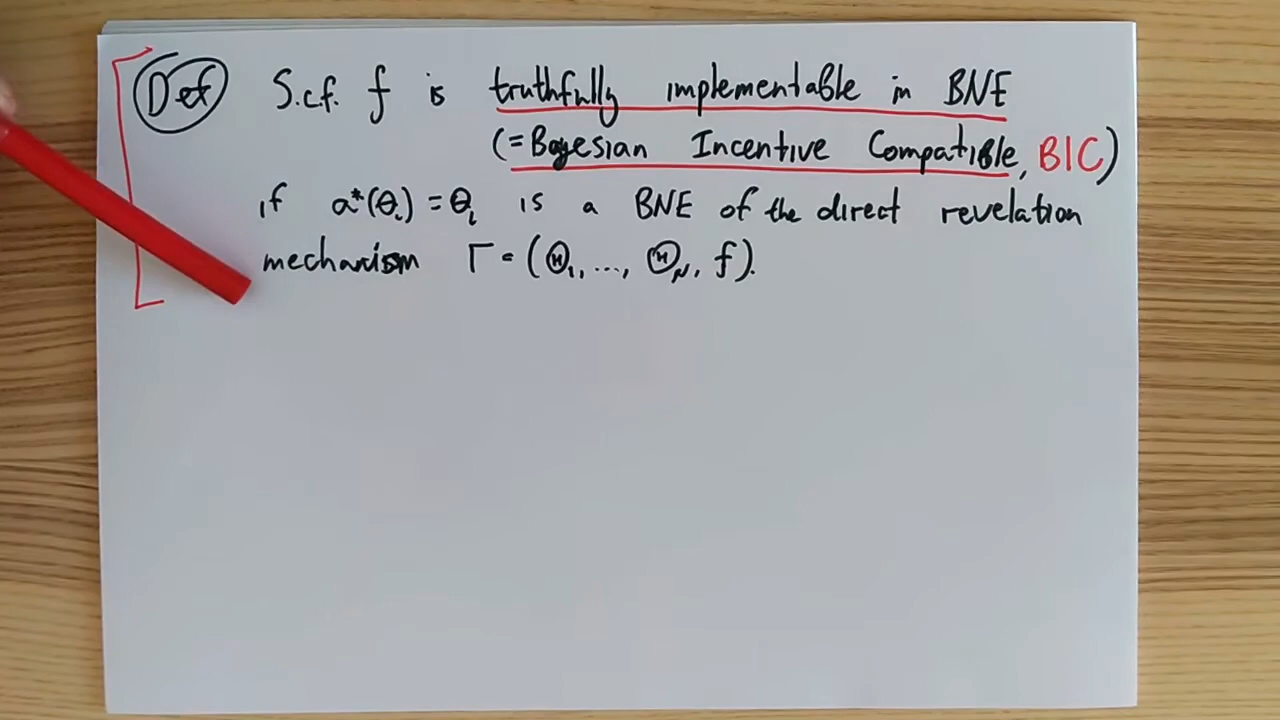 Def S.c.f. f is truthfully implementable in BNE
(= Bayesian Incentive Compatible, BIC)
if a*(θᵢ) = θᵢ is a BNE of the direct revelation
mechanism Γ = (Θ₁, ..., Θ_N, f).